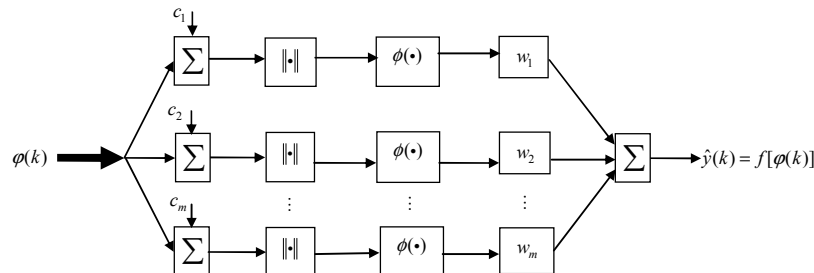 c₁
∑ ‖•‖ ϕ(•) w₁
c₂
φ(k) ∑ ‖•‖ ϕ(•) w₂ ∑ ŷ(k) = f[φ(k)]
⋮ ⋮ ⋮
cₘ
∑ ‖•‖ ϕ(•) wₘ